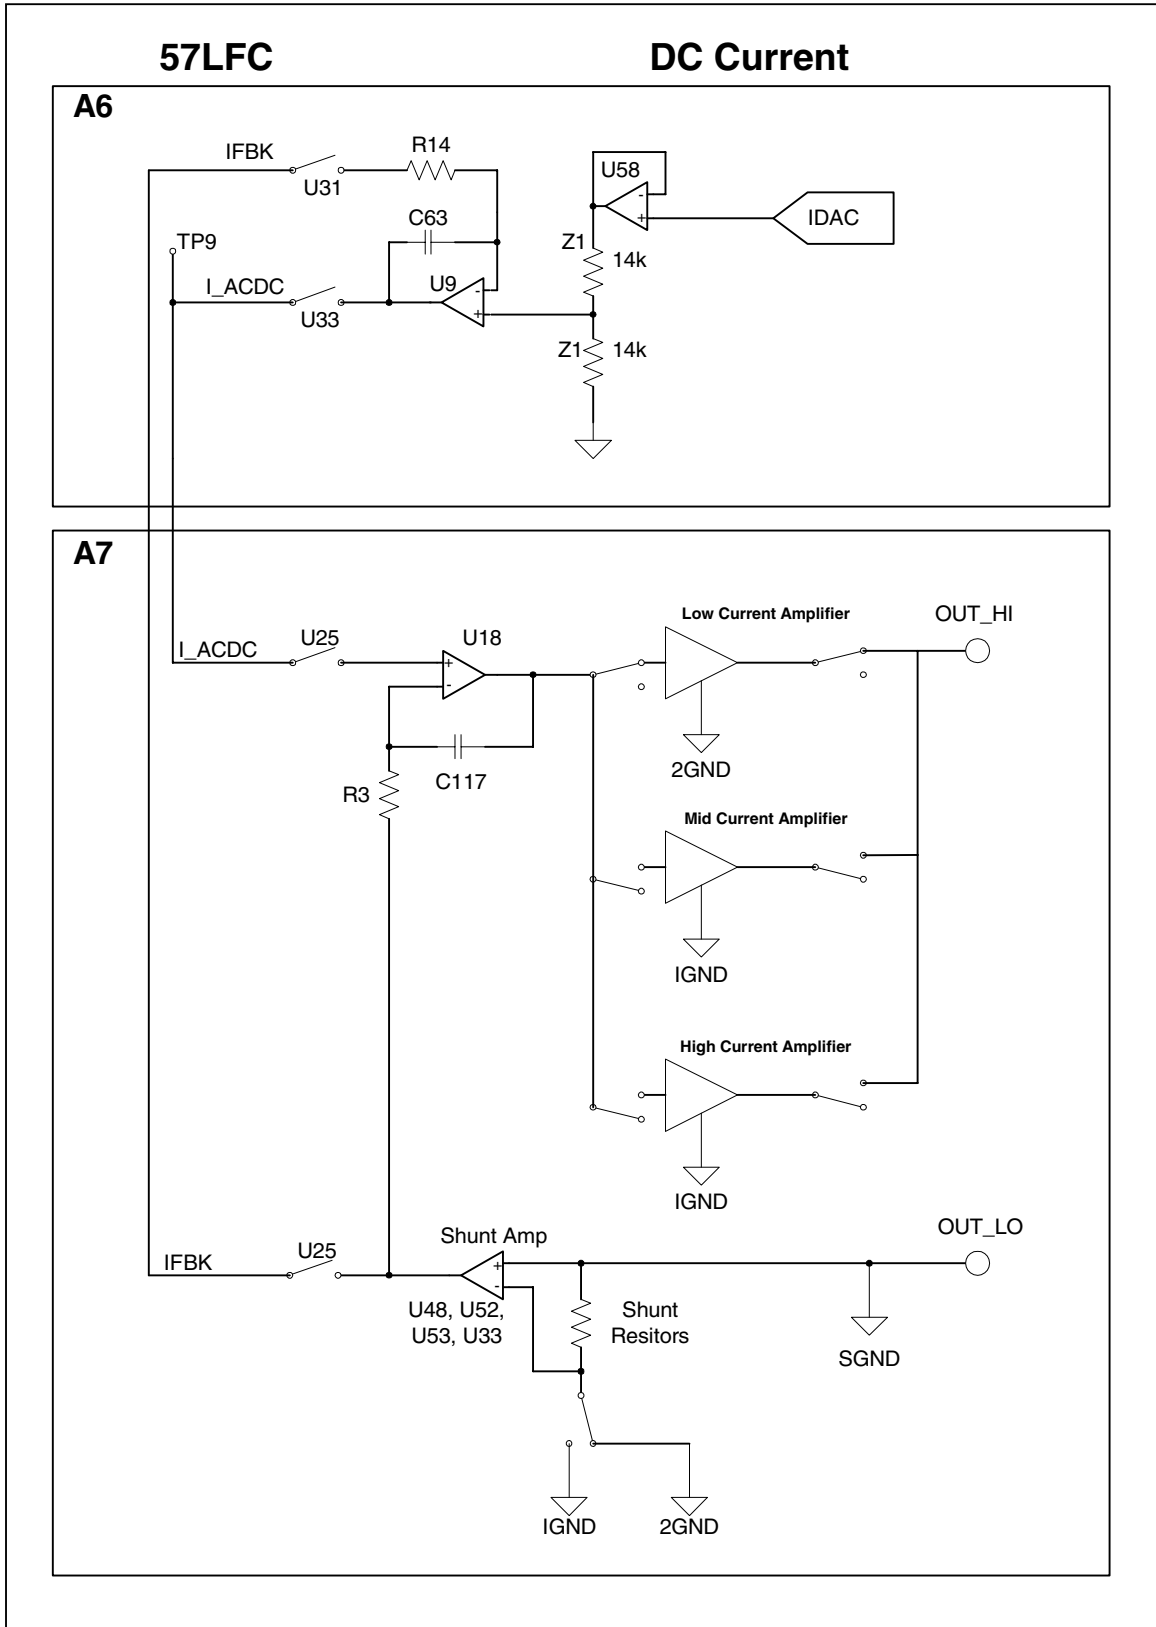 57LFC
DC Current
A6
IFBK
U31
R14
C63
TP9
I_ACDC
U33
U9
-
+
U58
-
+
IDAC
Z1
14k
Z1
14k
A7
I_ACDC
U25
U18
+
-
C117
R3
Low Current Amplifier
2GND
OUT_HI
Mid Current Amplifier
IGND
High Current Amplifier
IGND
IFBK
U25
Shunt Amp
+
-
U48, U52,
U53, U33
Shunt
Resitors
OUT_LO
SGND
IGND
2GND